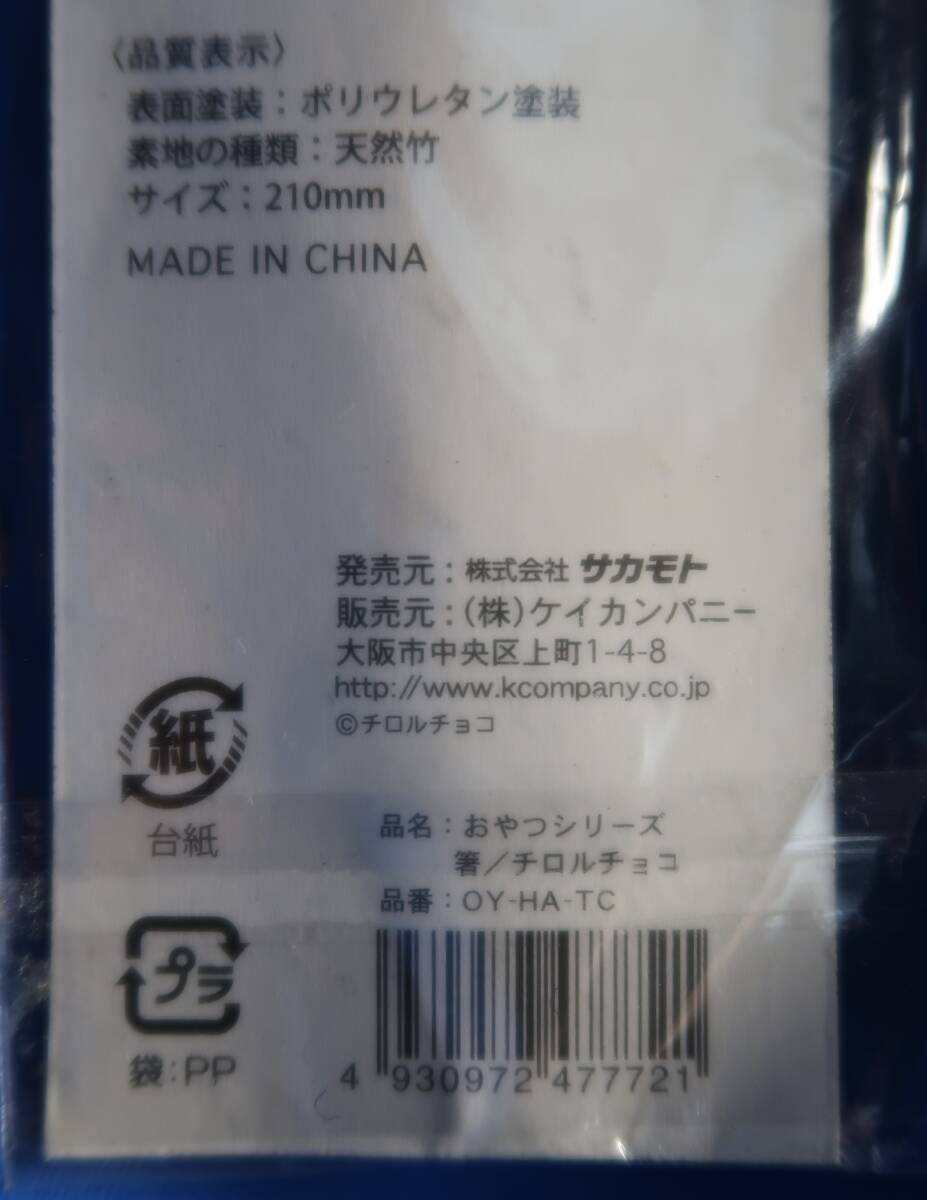 〈品質表示〉
表面塗装：ポリウレタン塗装
素地の種類：天然竹
サイズ：210mm
MADE IN CHINA
発売元：株式会社 サカモト
販売元：(株)ケイカンパニー
大阪市中央区上町1-4-8
http://www.kcompany.co.jp
©チロルチョコ
紙
台紙
品名：おやつシリーズ
箸／チロルチョコ
品番：OY-HA-TC
プラ
袋：PP
4 930972 477721